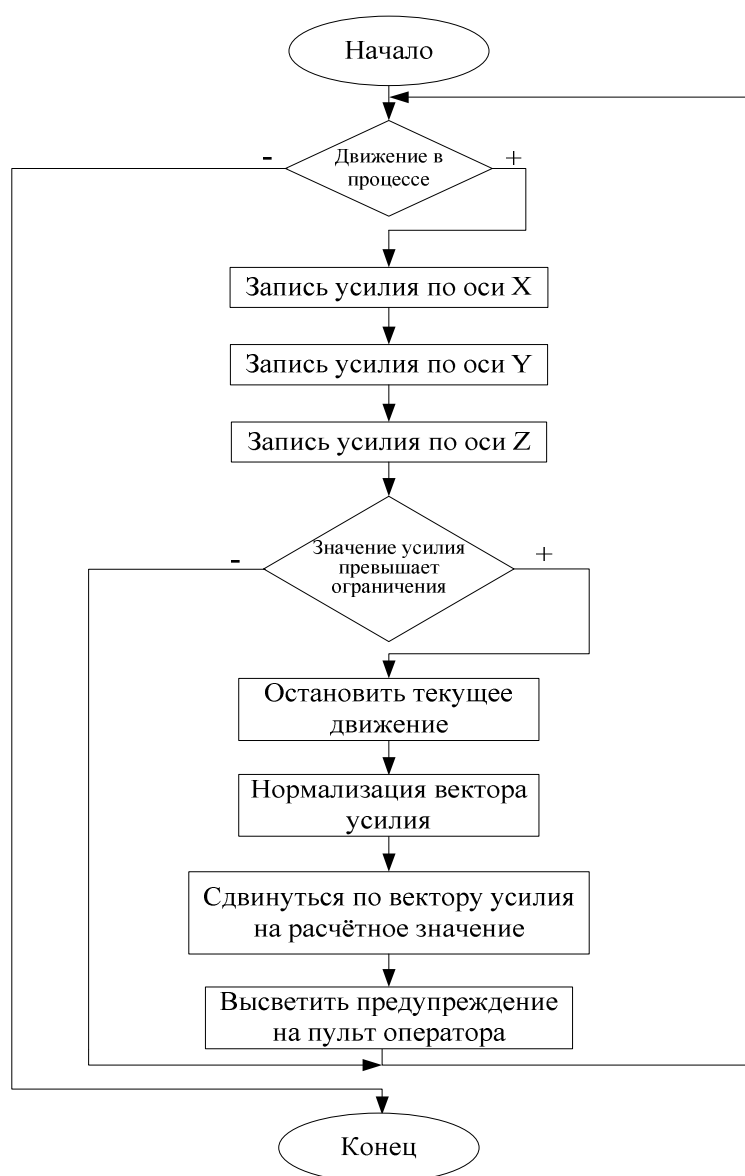 Начало
-
Движение в
процессе
+
Запись усилия по оси X
Запись усилия по оси Y
Запись усилия по оси Z
-
Значение усилия
превышает
ограничения
+
Остановить текущее
движение
Нормализация вектора
усилия
Сдвинуться по вектору усилия
на расчётное значение
Высветить предупреждение
на пульт оператора
Конец